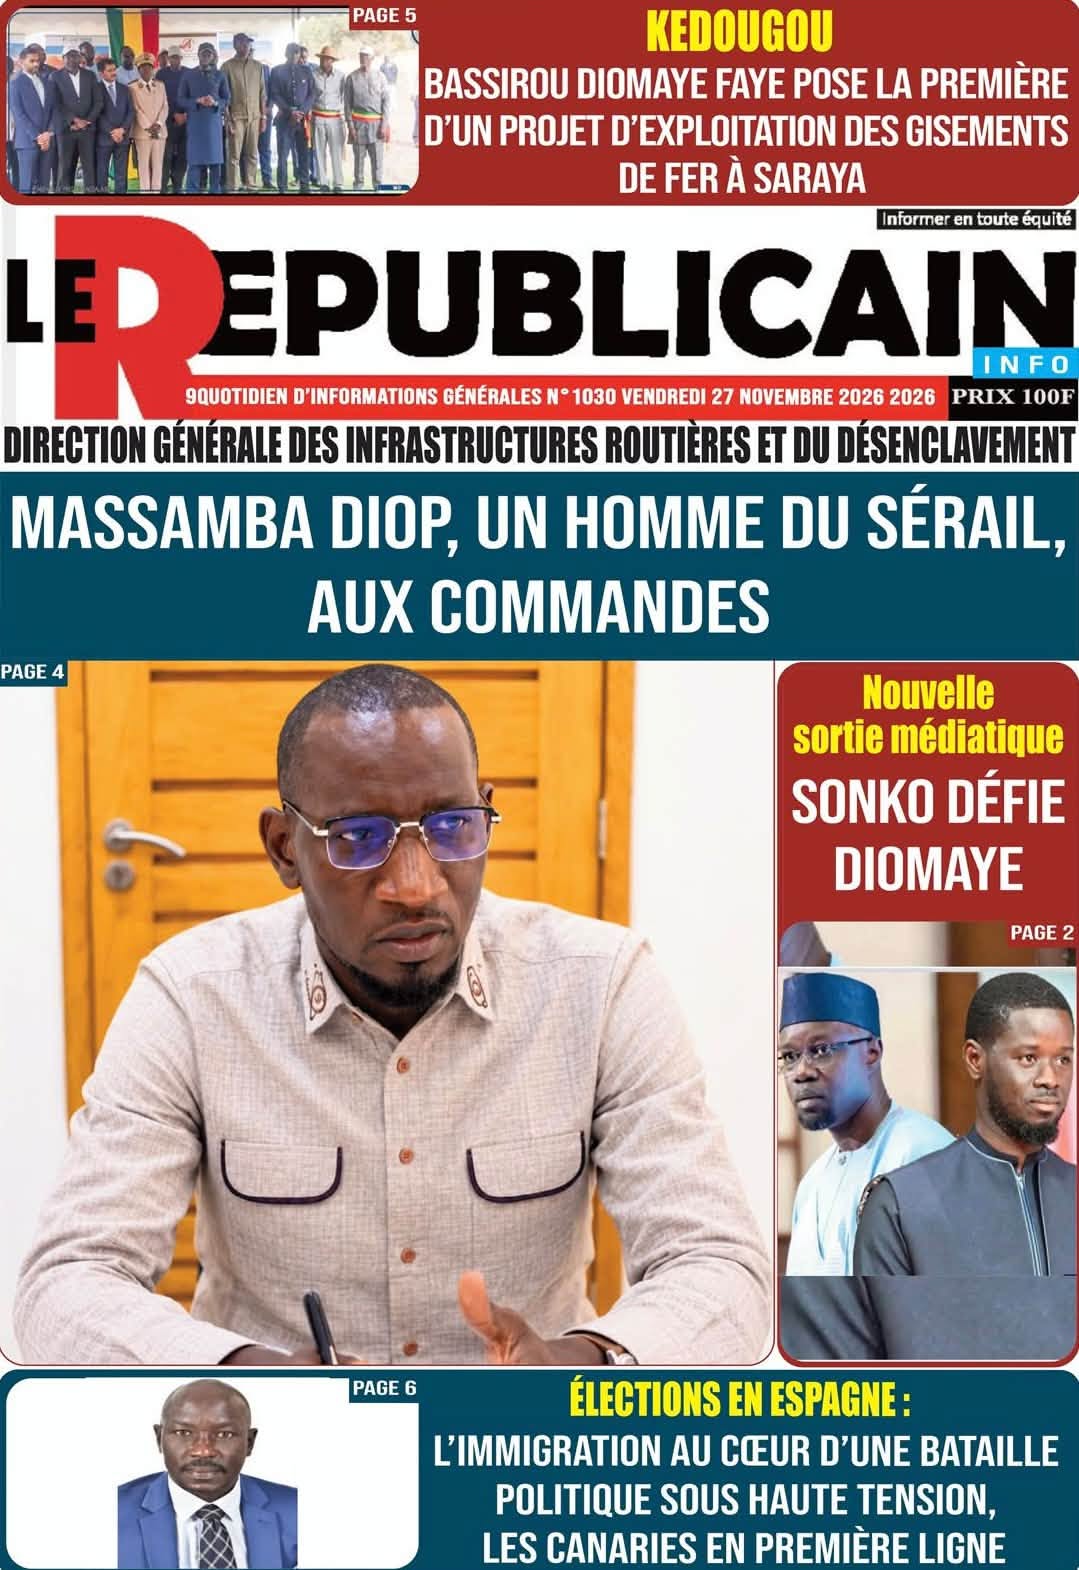 PAGE 5
KEDOUGOU
BASSIROU DIOMAYE FAYE POSE LA PREMIÈRE
D'UN PROJET D'EXPLOITATION DES GISEMENTS
DE FER À SARAYA
Informer en toute équité
LE REPUBLICAIN
INFO
9QUOTIDIEN D'INFORMATIONS GÉNÉRALES N°1030 VENDREDI 27 NOVEMBRE 2026 2026
PRIX 100F
DIRECTION GÉNÉRALE DES INFRASTRUCTURES ROUTIÈRES ET DU DÉSENCLAVEMENT
MASSAMBA DIOP, UN HOMME DU SÉRAIL,
AUX COMMANDES
PAGE 4
Nouvelle
sortie médiatique
SONKO DÉFIE
DIOMAYE
PAGE 2
PAGE 6
ÉLECTIONS EN ESPAGNE :
L'IMMIGRATION AU CŒUR D'UNE BATAILLE
POLITIQUE SOUS HAUTE TENSION,
LES CANARIES EN PREMIÈRE LIGNE